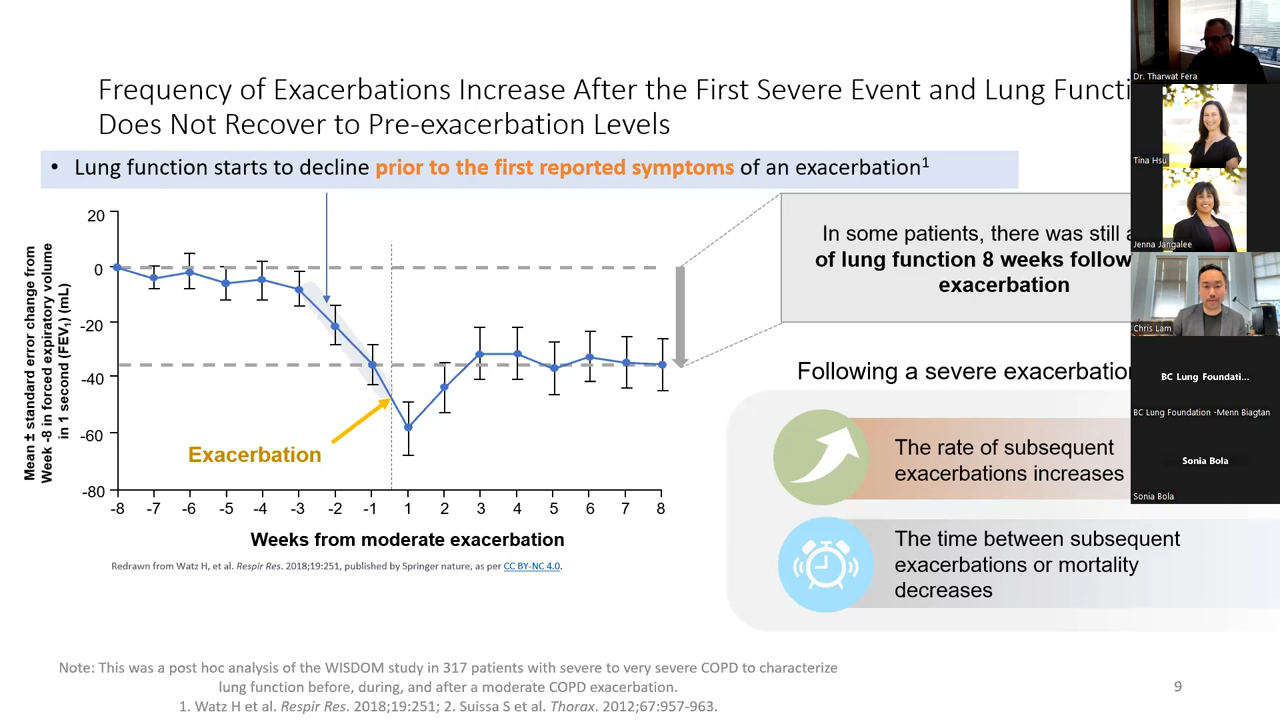 Frequency of Exacerbations Increase After the First Severe Event and Lung Functi
Does Not Recover to Pre-exacerbation Levels
• Lung function starts to decline prior to the first reported symptoms of an exacerbation1
Mean ± standard error change from
Week -8 in forced expiratory volume
in 1 second (FEV1) (mL)
20
0
-20
-40
-60
-80
Exacerbation
-8 -7 -6 -5 -4 -3 -2 -1 1 2 3 4 5 6 7 8
Weeks from moderate exacerbation
Redrawn from Watz H, et al. Respir Res. 2018;19:251, published by Springer nature, as per CC BY-NC 4.0.
In some patients, there was still
of lung function 8 weeks follow
exacerbation
Following a severe exacerbation
The rate of subsequent
exacerbations increases
The time between subsequent
exacerbations or mortality
decreases
Note: This was a post hoc analysis of the WISDOM study in 317 patients with severe to very severe COPD to characterize
lung function before, during, and after a moderate COPD exacerbation.
1. Watz H et al. Respir Res. 2018;19:251; 2. Suissa S et al. Thorax. 2012;67:957-963.
9
Dr. Tharwat Fera
Tina Hsu
Jenna Jangalee
Chris Lam
BC Lung Foundati...
BC Lung Foundation -Menn Biagtan
Sonia Bola
Sonia Bola